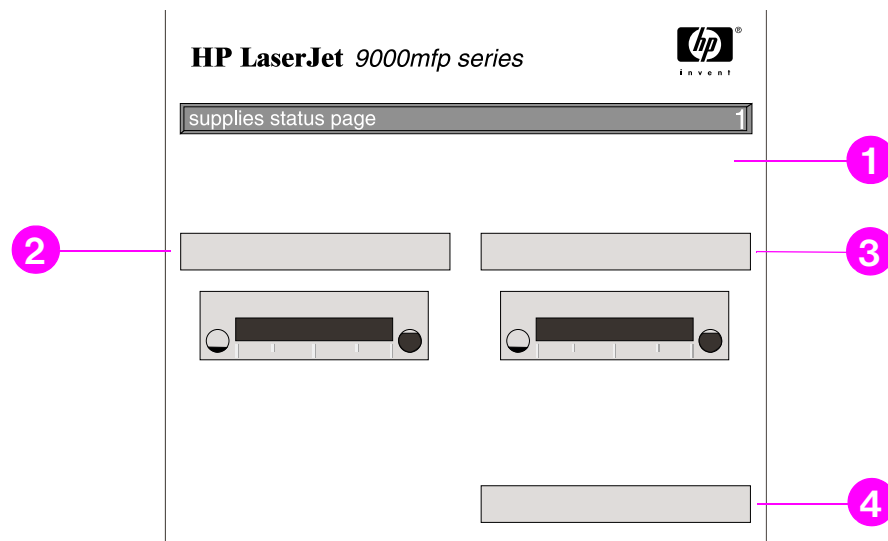 HP LaserJet 9000mfp series
hp ®
invent
supplies status page 1
1
2
3
4